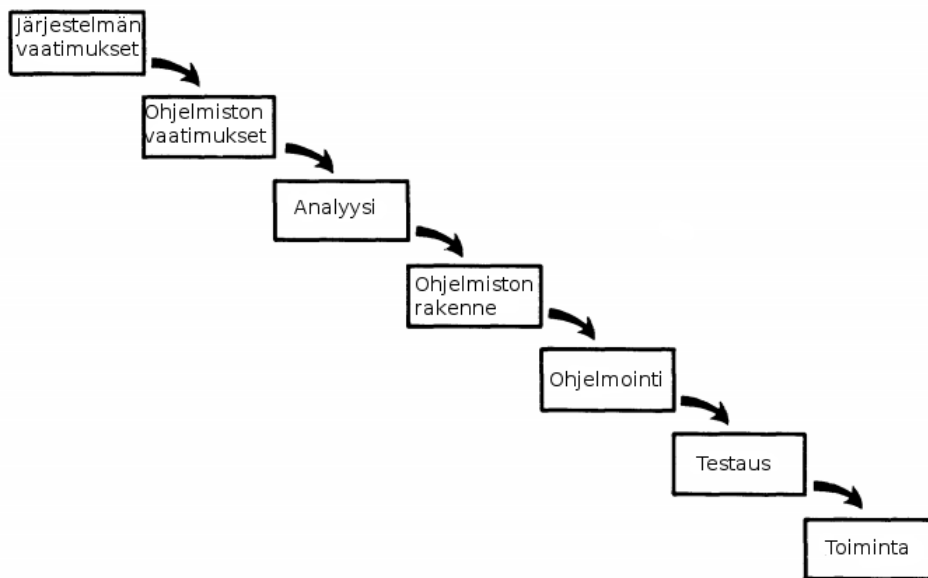 Järjestelmän
vaatimukset
Ohjelmiston
vaatimukset
Analyysi
Ohjelmiston
rakenne
Ohjelmointi
Testaus
Toiminta